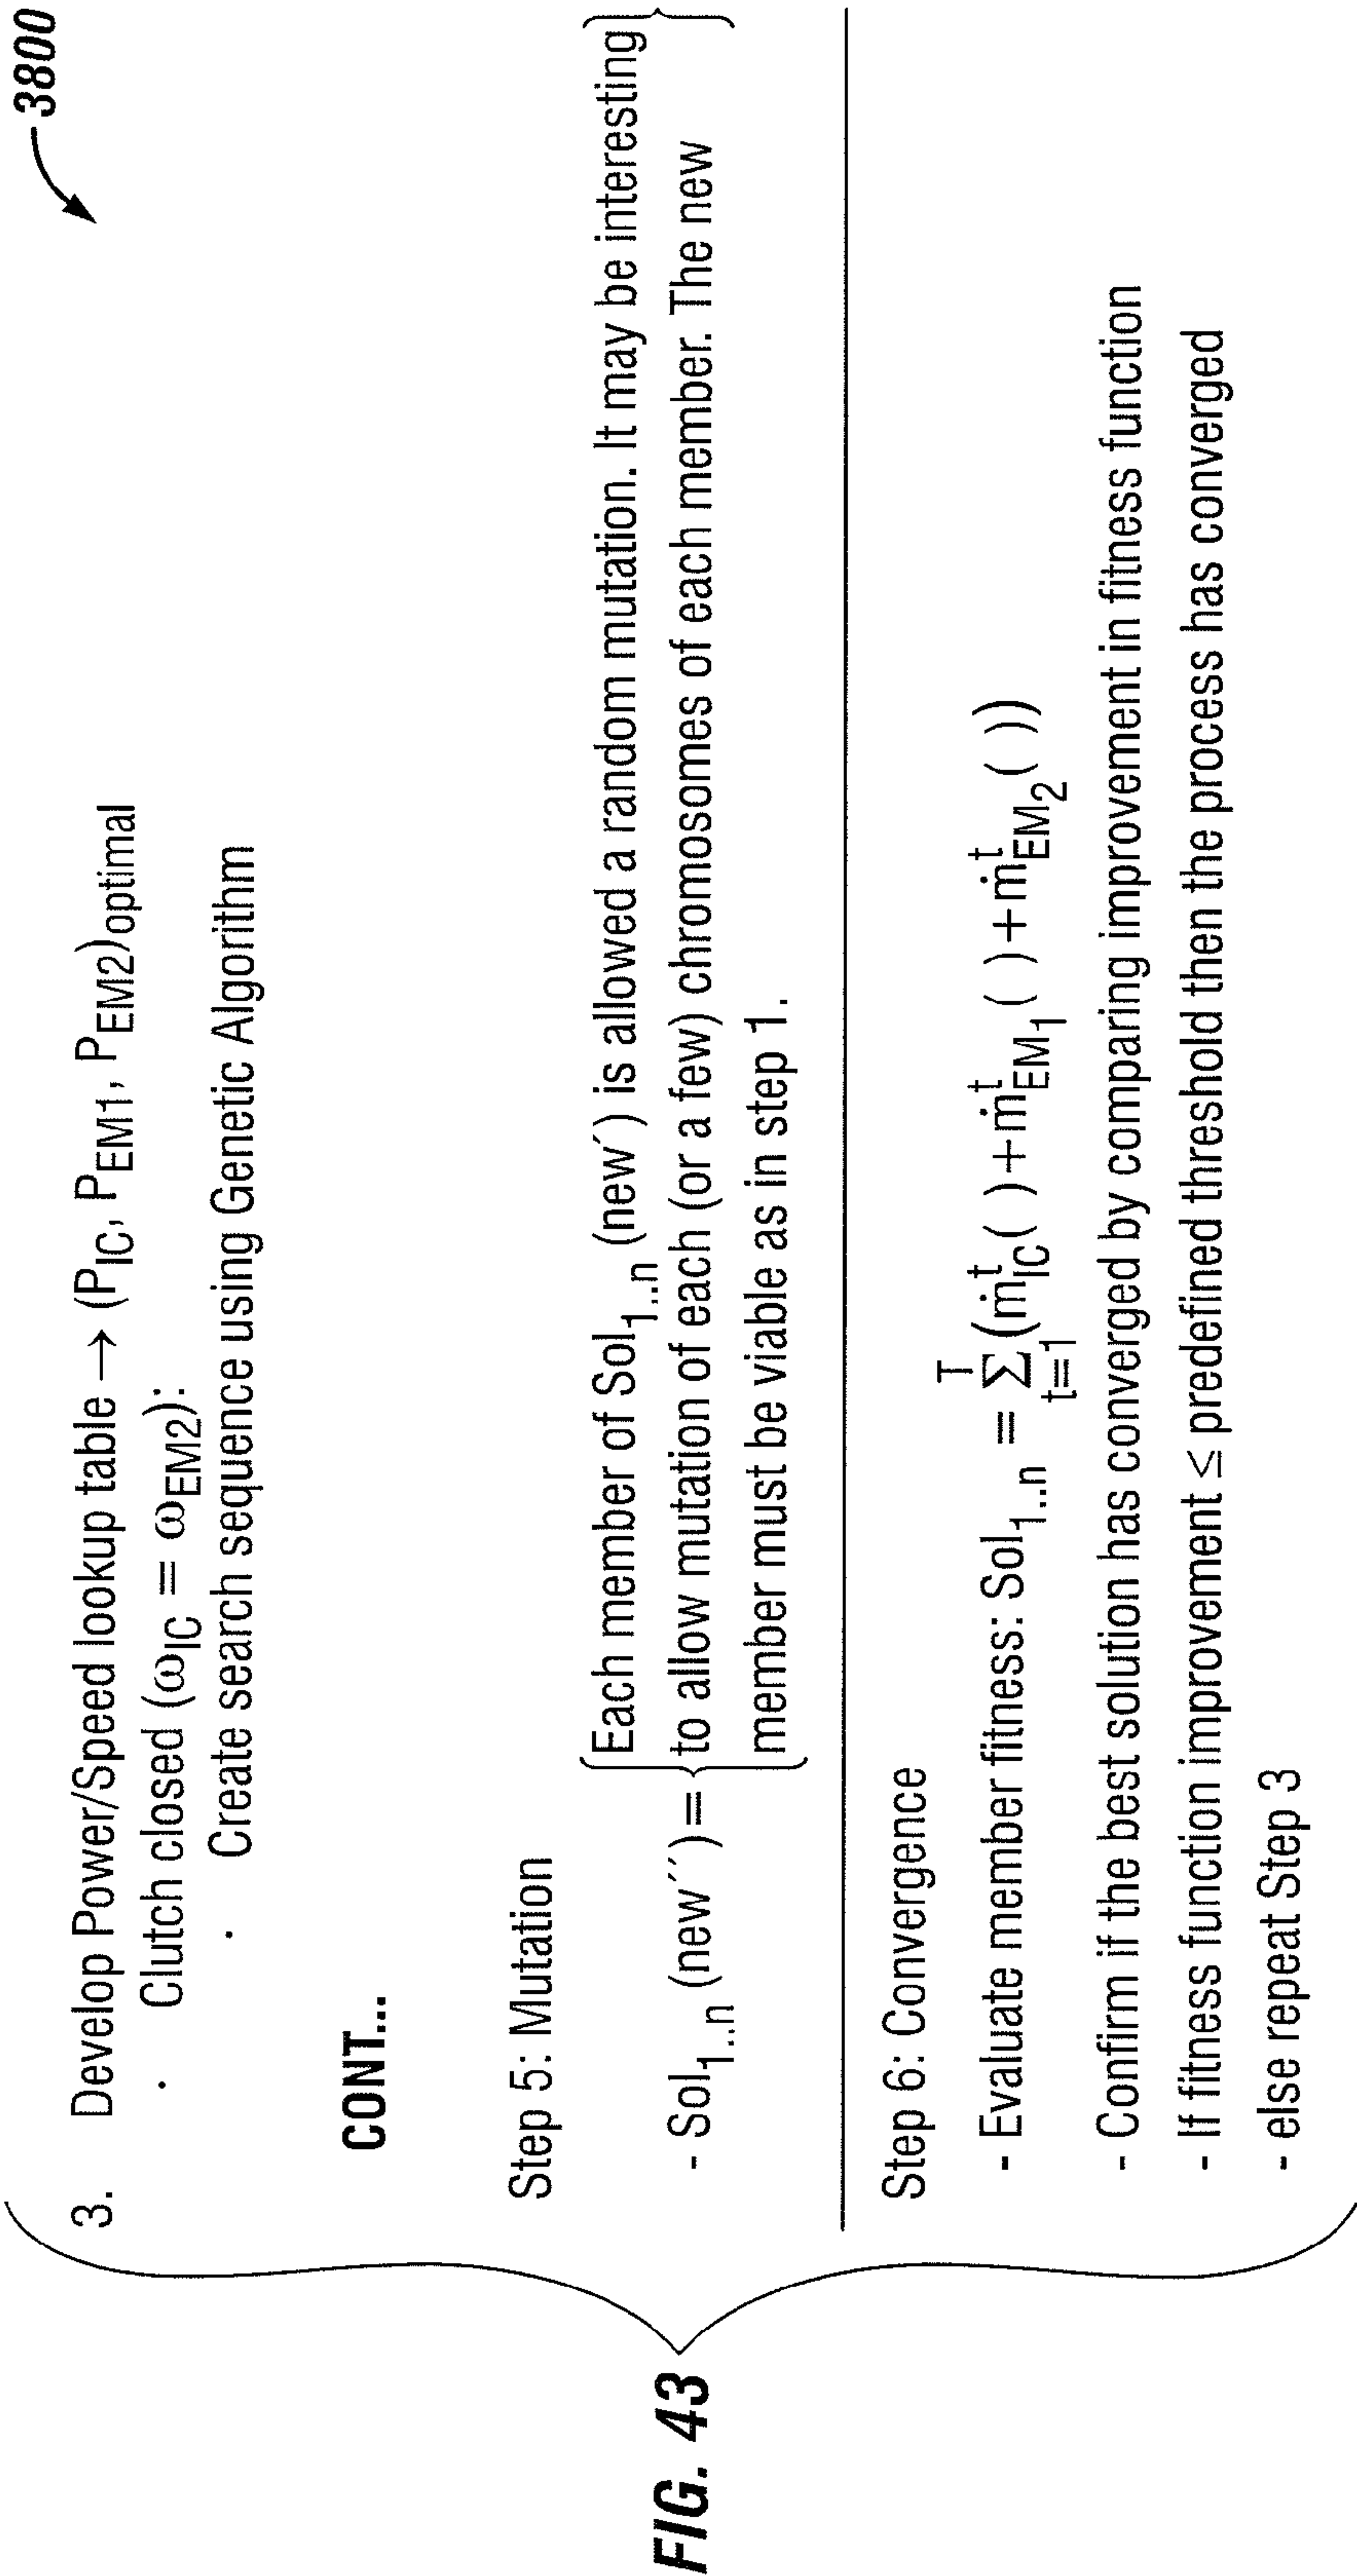 3800
3. Develop Power/Speed lookup table → (P_IC, P_EM1, P_EM2)_optimal
· Clutch closed (ω_IC = ω_EM2):
· Create search sequence using Genetic Algorithm
CONT...
Step 5: Mutation
Each member of Sol_1..n (new′) is allowed a random mutation. It may be interesting
- Sol_1..n (new′′) = to allow mutation of each (or a few) chromosomes of each member. The new
member must be viable as in step 1.
Step 6: Convergence
- Evaluate member fitness: Sol_1..n = Σ_{t=1}^{T} (ṁ^t_IC( ) + ṁ^t_EM_1( ) + ṁ^t_EM_2( ))
- Confirm if the best solution has converged by comparing improvement in fitness function
- If fitness function improvement ≤ predefined threshold then the process has converged
- else repeat Step 3
FIG. 43